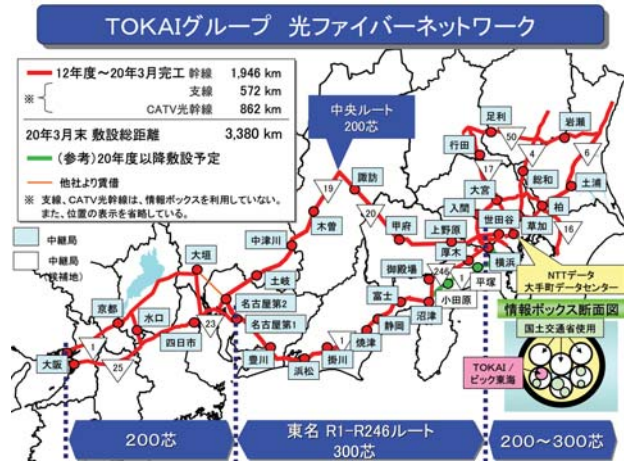 TOKAIグループ 光ファイバーネットワーク
12年度～20年3月完工 幹線 1,946 km
※ 支線 572 km
CATV光幹線 862 km
20年3月末 敷設総距離 3,380 km
(参考)20年度以降敷設予定
他社より賃借
※ 支線、CATV光幹線は、情報ボックスを利用していない。
また、位置の表示を省略している。
中継局
中継局
(候補地)
中央ルート
200芯
足利
50
岩瀬
行田
4
6
17
総和
土浦
大宮
柏
入間
世田谷
草加
16
諏訪
19
20
木曽
甲府
上野原
中津川
厚木
横浜
御殿場
246
1
平塚
小田原
NTTデータ
大手町データセンター
大垣
土岐
富士
沼津
名古屋第2
静岡
京都
水口
23
名古屋第1
四日市
1
焼津
大阪
1
25
豊川
浜松
掛川
情報ボックス断面図
国土交通省使用
TOKAI/
ビック東海
200芯
東名 R1-R246ルート
300芯
200～300芯